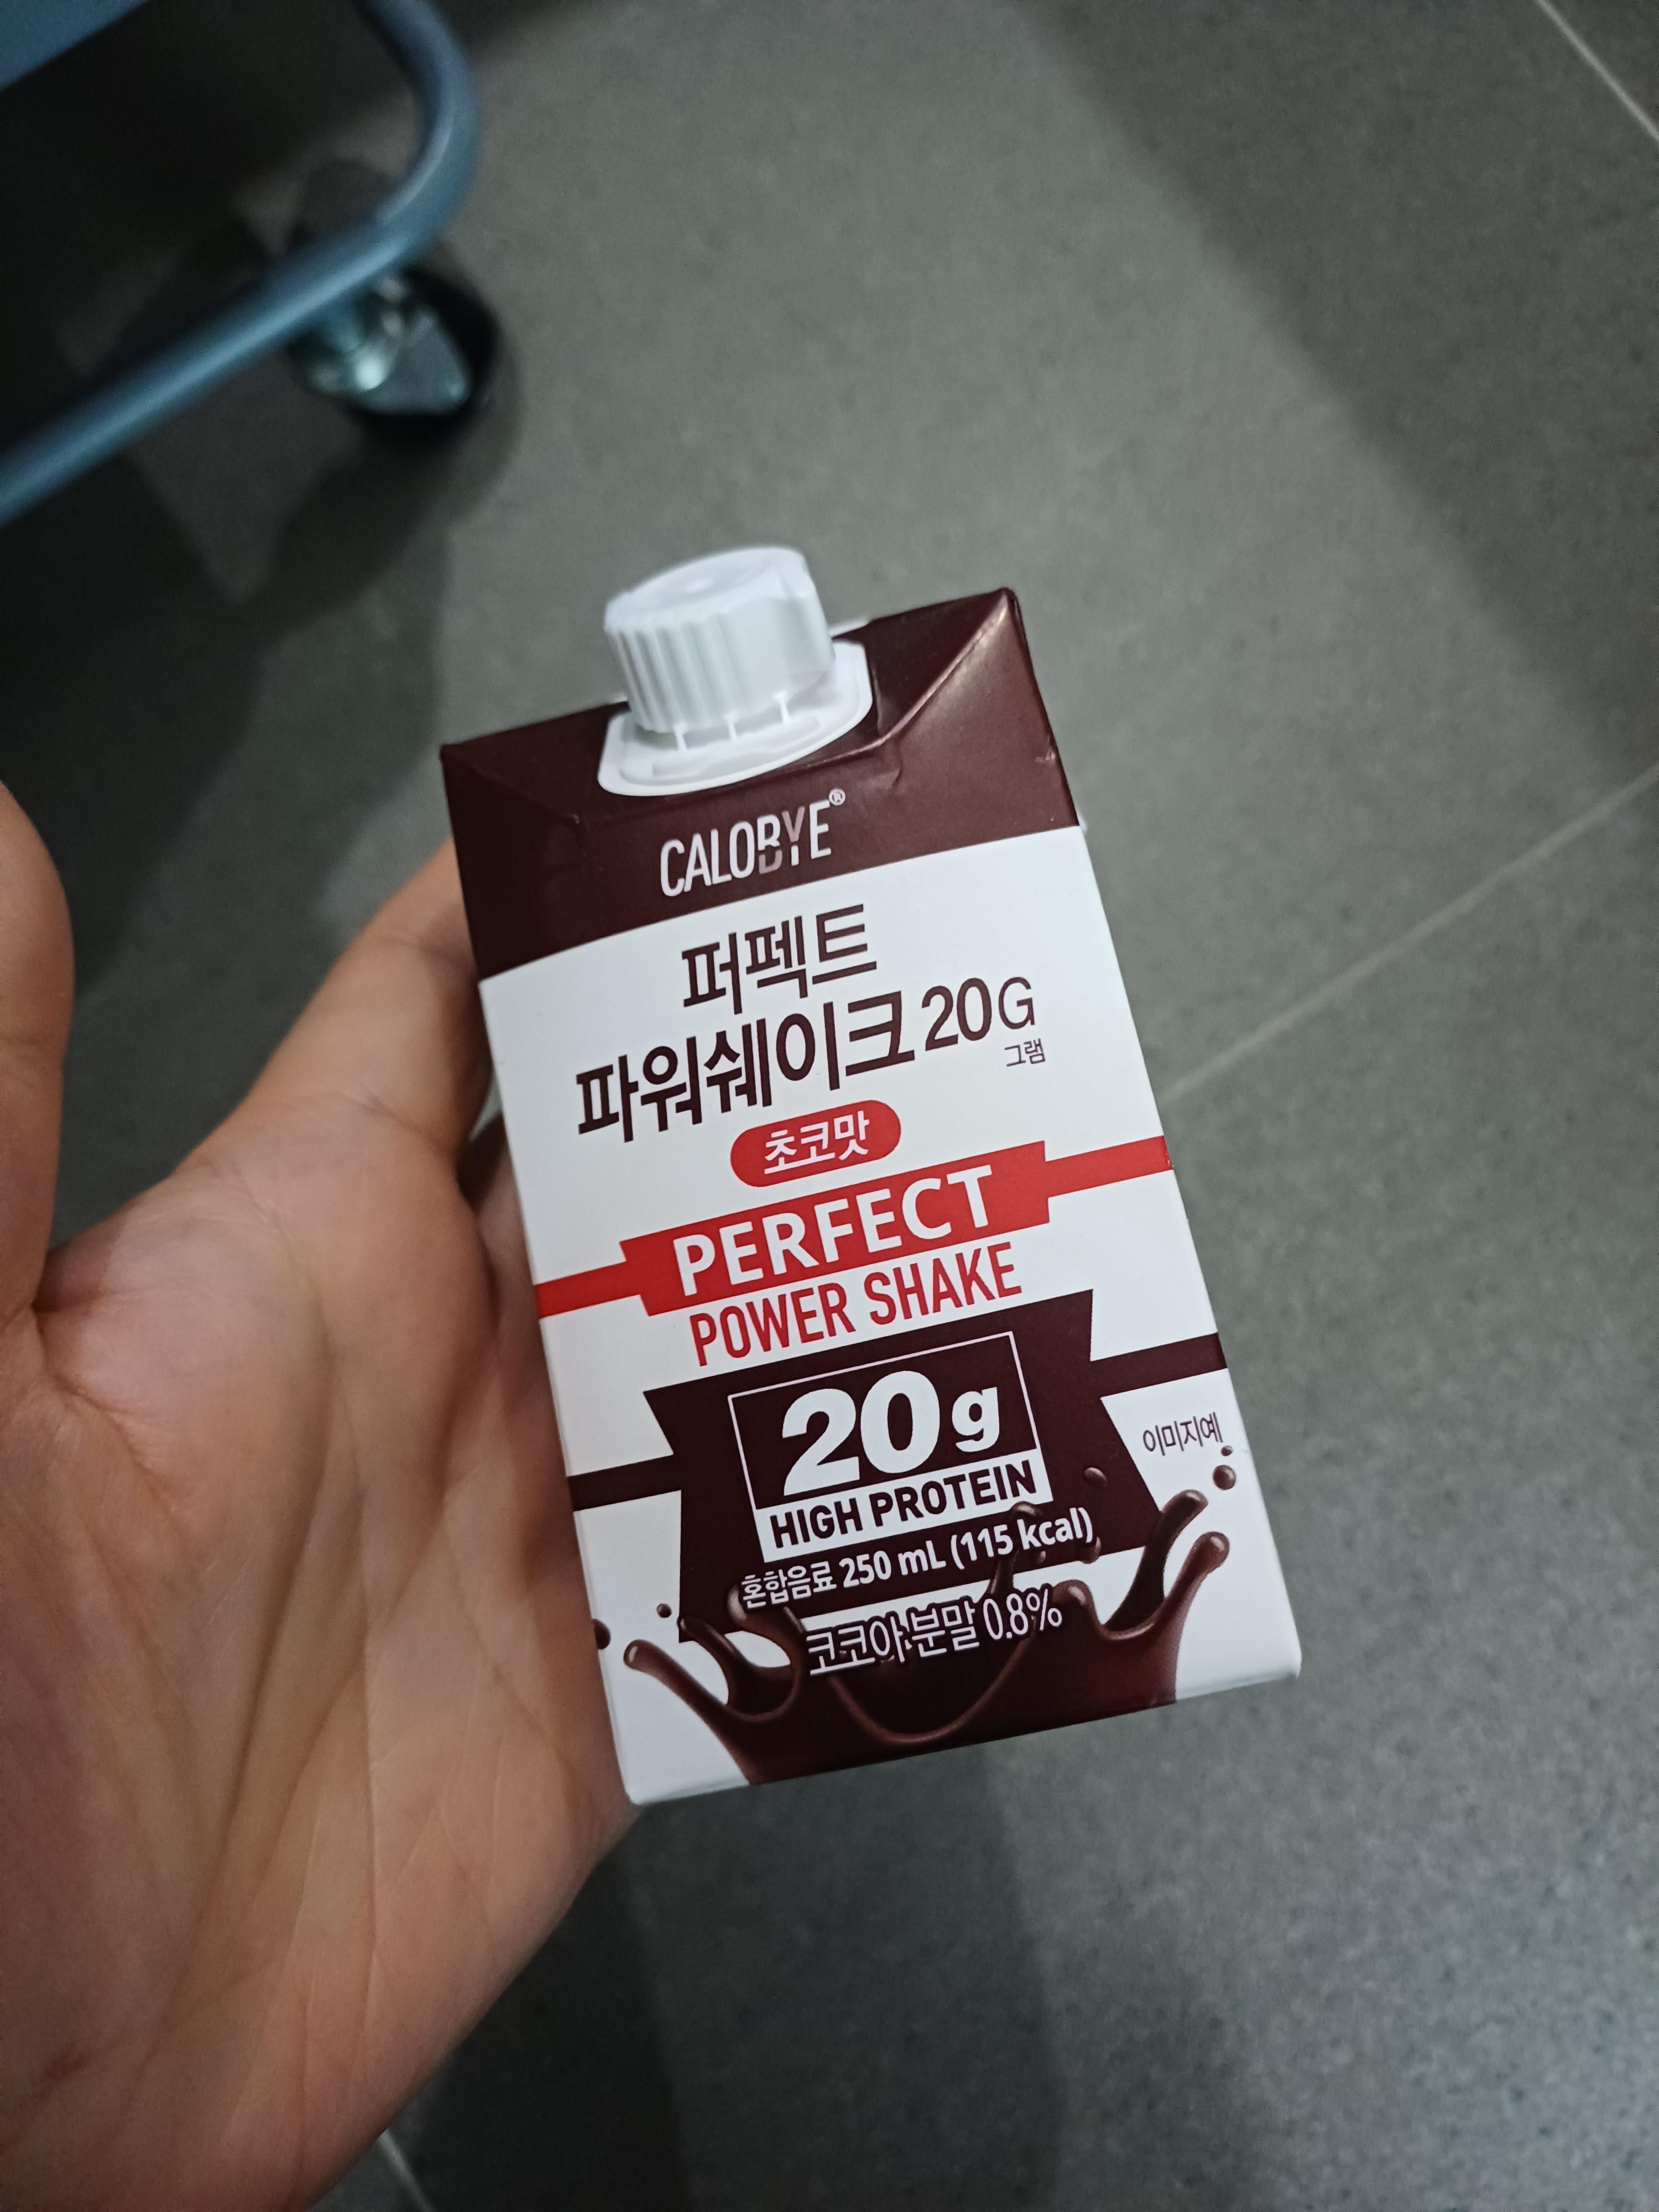 CALOBYE®
퍼펙트
파워쉐이크 20G
그램
초코맛
PERFECT
POWER SHAKE
20g
HIGH PROTEIN
이미지예
혼합음료 250 mL (115 kcal)
코코아분말 0.8%